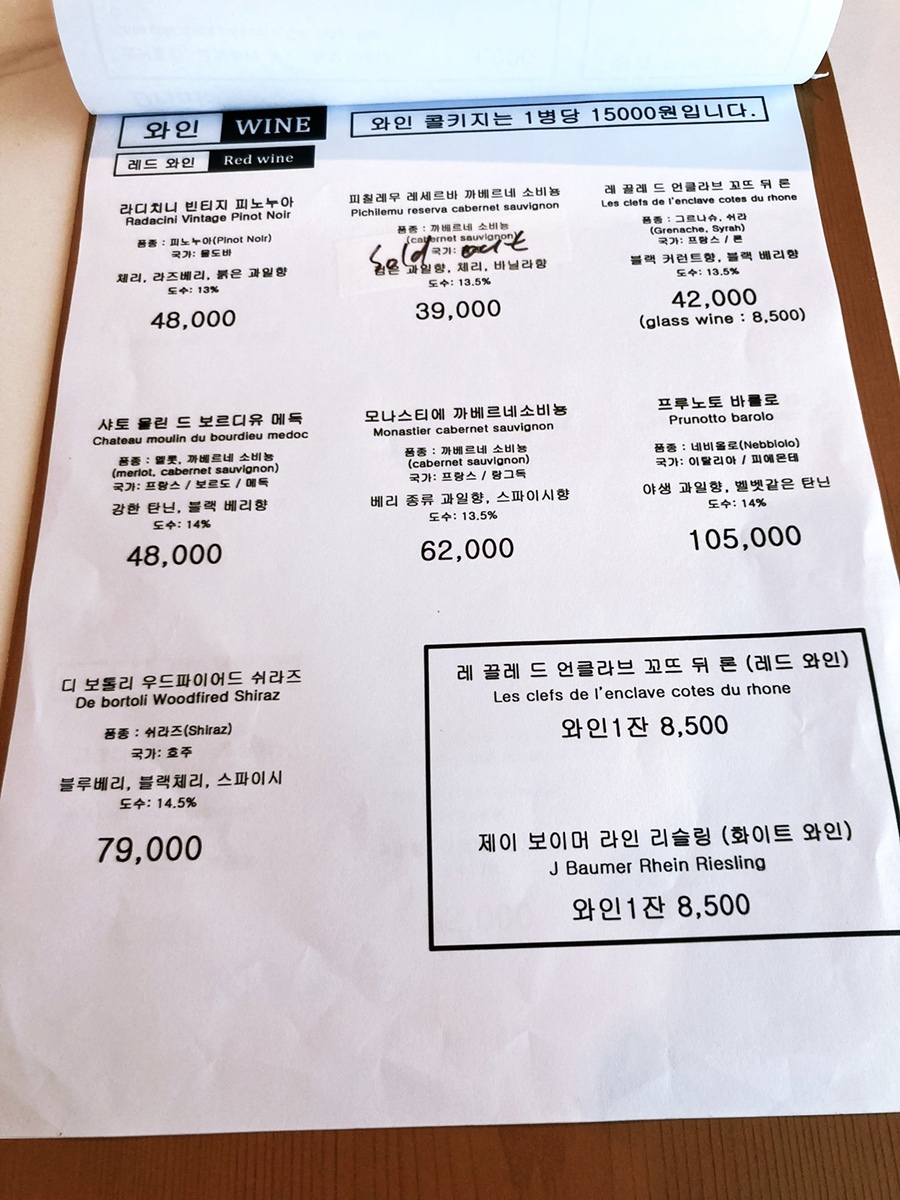 와인 WINE
와인 콜키지는 1병당 15000원입니다.
레드 와인 Red wine
라디치니 빈티지 피노누아
Radacini Vintage Pinot Noir
품종 : 피노누아(Pinot Noir)
국가: 몰도바
체리, 라즈베리, 붉은 과일향
도수: 13%
48,000
피칠레무 레세르바 까베르네 소비뇽
Pichilemu reserva cabernet sauvignon
품종 : 까베르네 소비뇽
(cabernet sauvignon)
국가:
Sold out
검은 과일향, 체리, 바닐라향
도수: 13.5%
39,000
레 끌레 드 언클라브 꼬뜨 뒤 론
Les clefs de l'enclave cotes du rhone
품종 : 그르나슈, 쉬라
(Grenache, Syrah)
국가: 프랑스 / 론
블랙 커런트향, 블랙 베리향
도수: 13.5%
42,000
(glass wine : 8,500)
샤토 물린 드 보르디유 메독
Chateau moulin du bourdieu medoc
품종 : 멜롯, 까베르네 소비뇽
(merlot, cabernet sauvignon)
국가: 프랑스 / 보르도 / 메독
강한 탄닌, 블랙 베리향
도수: 14%
48,000
모나스티에 까베르네소비뇽
Monastier cabernet sauvignon
품종 : 까베르네 소비뇽
(cabernet sauvignon)
국가: 프랑스 / 랑그독
베리 종류 과일향, 스파이시향
도수: 13.5%
62,000
프루노토 바롤로
Prunotto barolo
품종 : 네비올로(Nebbiolo)
국가: 이탈리아 / 피에몬테
야생 과일향, 벨벳같은 탄닌
도수: 14%
105,000
디 보톨리 우드파이어드 쉬라즈
De bortoli Woodfired Shiraz
품종 : 쉬라즈(Shiraz)
국가: 호주
블루베리, 블랙체리, 스파이시
도수: 14.5%
79,000
레 끌레 드 언클라브 꼬뜨 뒤 론 (레드 와인)
Les clefs de l'enclave cotes du rhone
와인1잔 8,500
제이 보이머 라인 리슬링 (화이트 와인)
J Baumer Rhein Riesling
와인1잔 8,500